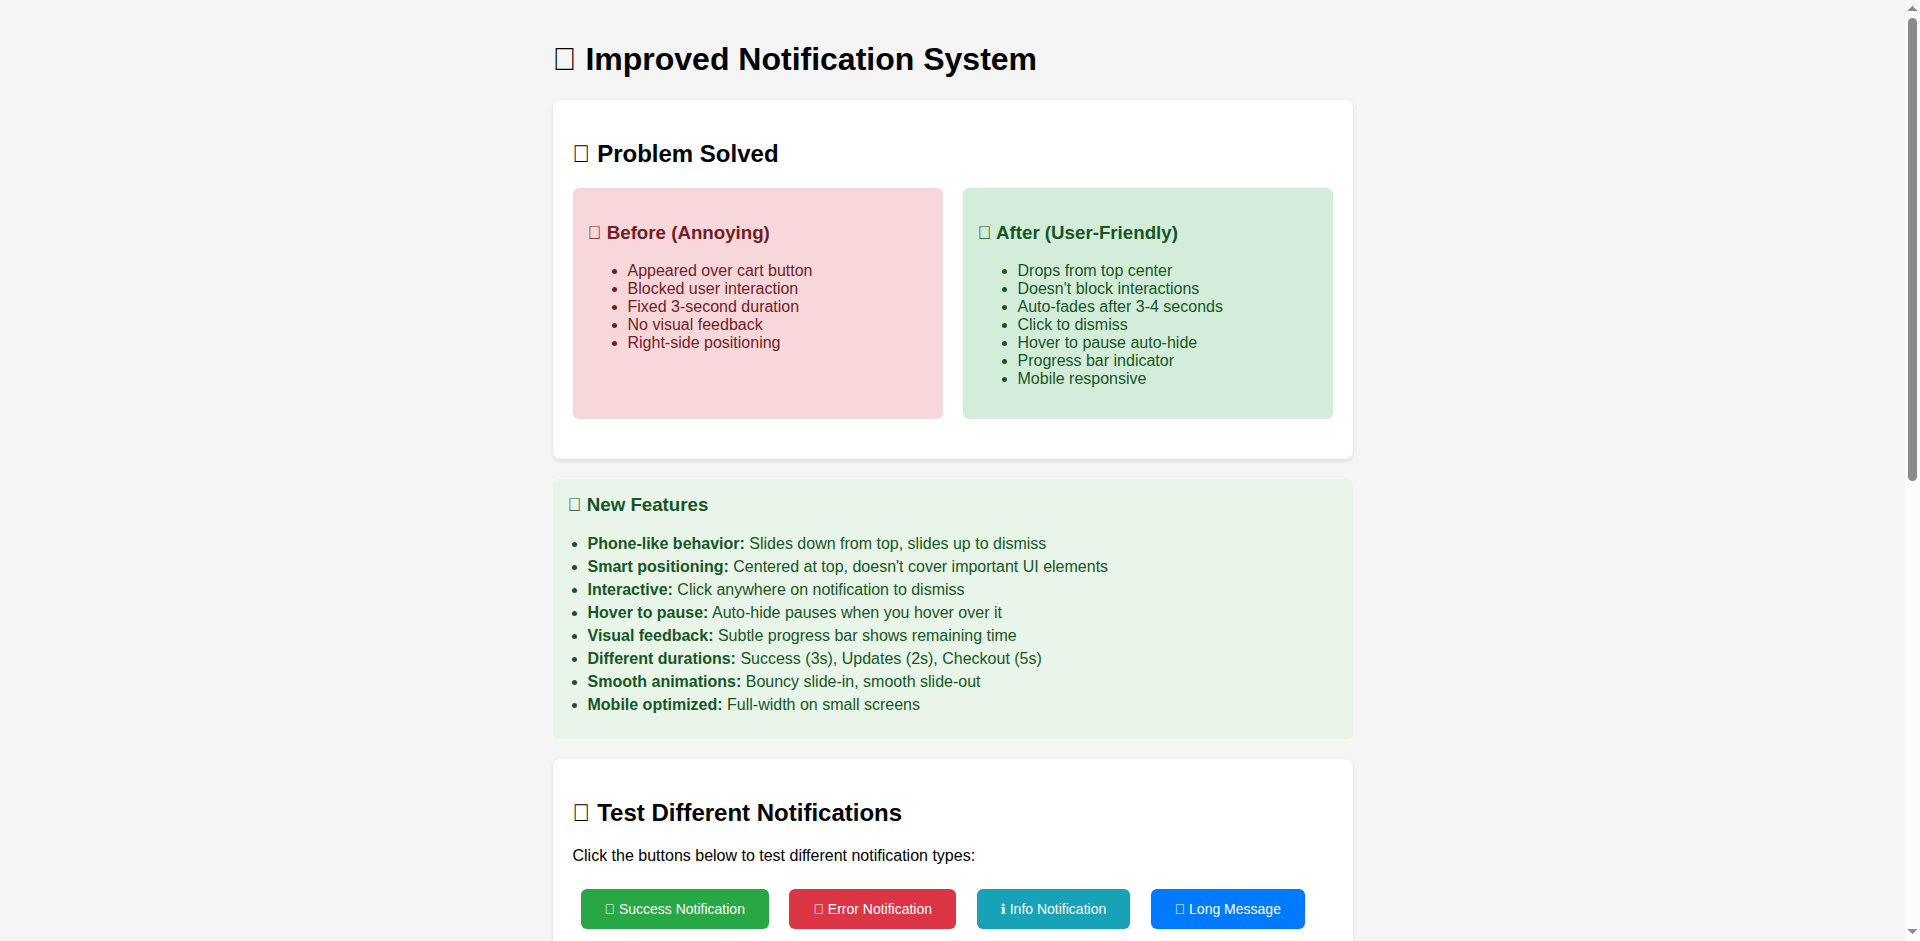 Improved Notification System
Problem Solved
Before (Annoying)
Appeared over cart button
Blocked user interaction
Fixed 3-second duration
No visual feedback
Right-side positioning
After (User-Friendly)
Drops from top center
Doesn't block interactions
Auto-fades after 3-4 seconds
Click to dismiss
Hover to pause auto-hide
Progress bar indicator
Mobile responsive
New Features
Phone-like behavior: Slides down from top, slides up to dismiss
Smart positioning: Centered at top, doesn't cover important UI elements
Interactive: Click anywhere on notification to dismiss
Hover to pause: Auto-hide pauses when you hover over it
Visual feedback: Subtle progress bar shows remaining time
Different durations: Success (3s), Updates (2s), Checkout (5s)
Smooth animations: Bouncy slide-in, smooth slide-out
Mobile optimized: Full-width on small screens
Test Different Notifications
Click the buttons below to test different notification types:
Success Notification
Error Notification
ℹ Info Notification
Long Message